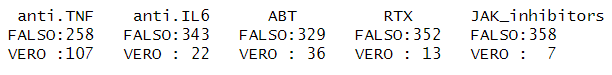 anti.TNF anti.IL6 ABT RTX JAK_inhibitors
FALSO:258 FALSO:343 FALSO:329 FALSO:352 FALSO:358
VERO :107 VERO : 22 VERO : 36 VERO : 13 VERO : 7